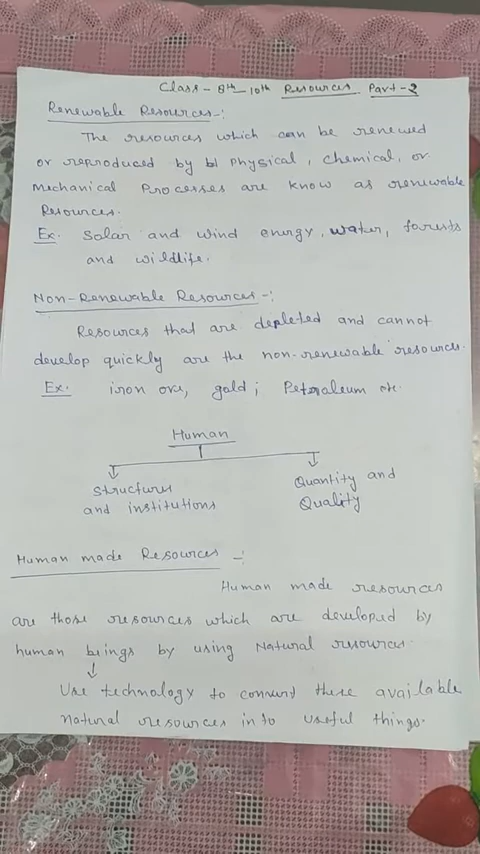 Class - 8th - 10th Resources Part-2
Renewable Resources -:
The resources which can be renewed
or reproduced by Physical, chemical, or
Mechanical Processes are know as renewable
Resources.
Ex. Solar and wind energy, water, forests
and wildlife.
Non-Renewable Resources -:
Resources that are depleted and cannot
develop quickly are the non-renewable resources.
Ex. iron ore, gold; Petroleum etc.
Human
Structures
and institutions
Quantity and
Quality
Human made Resources -:
Human made resources
are those resources which are developed by
human beings by using Natural resources
Use technology to convert these available
natural resources in to useful things.